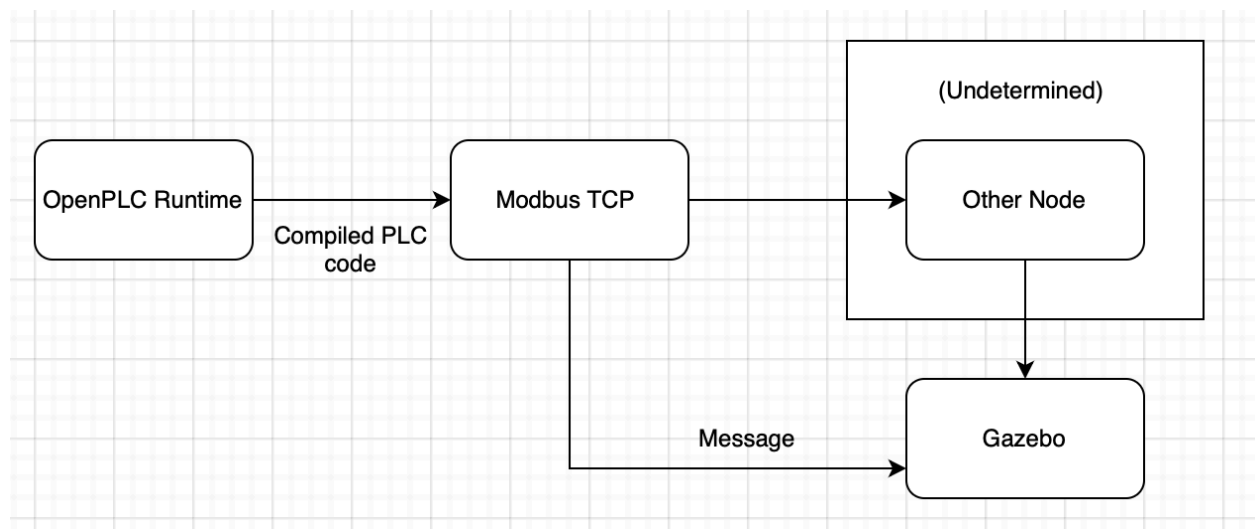 (Undetermined)
OpenPLC Runtime
Modbus TCP
Other Node
Compiled PLC
code
Message
Gazebo